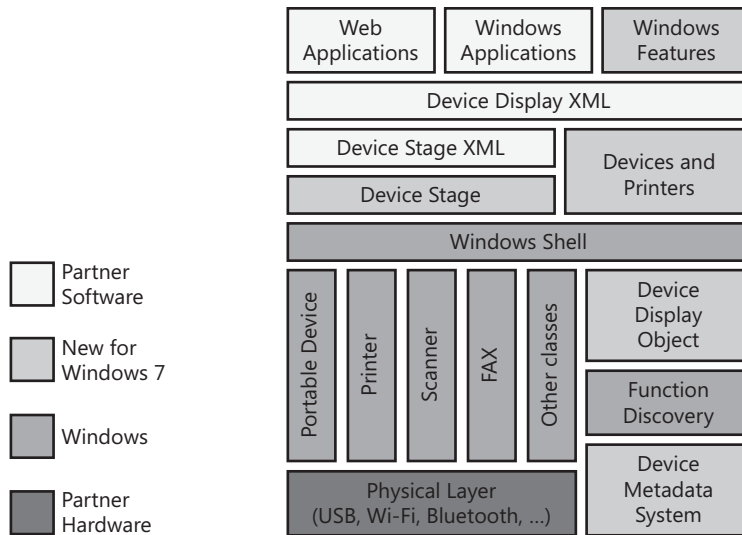 Web
Applications
Windows
Applications
Windows
Features
Device Display XML
Device Stage XML
Devices and
Printers
Device Stage
Windows Shell
Portable Device
Printer
Scanner
FAX
Other classes
Device
Display
Object
Function
Discovery
Physical Layer
(USB, Wi-Fi, Bluetooth, ...)
Device
Metadata
System
Partner
Software
New for
Windows 7
Windows
Partner
Hardware